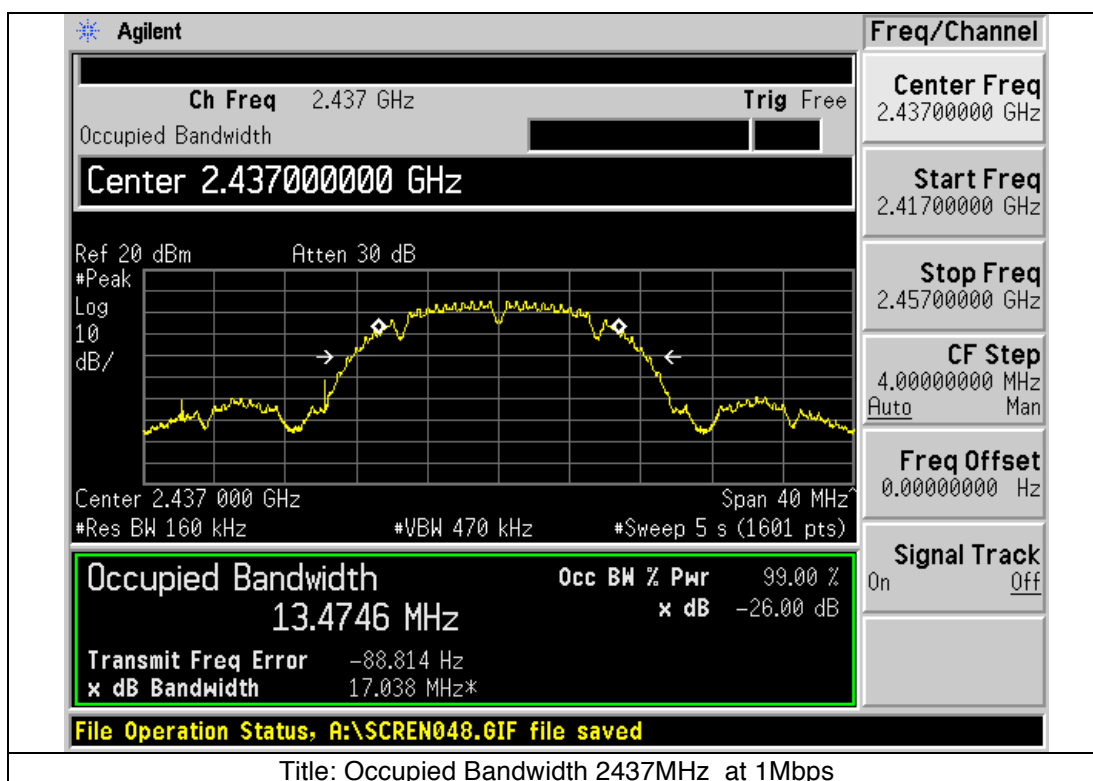 Agilent
Freq/Channel
Ch Freq 2.437 GHz Trig Free
Occupied Bandwidth
Center 2.437000000 GHz
Ref 20 dBm Atten 30 dB
#Peak
Log
10
dB/
Center 2.437 000 GHz Span 40 MHz^
#Res BW 160 kHz #VBW 470 kHz #Sweep 5 s (1601 pts)
Occupied Bandwidth Occ BW % Pwr 99.00 %
13.4746 MHz x dB -26.00 dB
Transmit Freq Error -88.814 Hz
x dB Bandwidth 17.038 MHz*
File Operation Status, A:\SCREN048.GIF file saved
Center Freq
2.43700000 GHz
Start Freq
2.41700000 GHz
Stop Freq
2.45700000 GHz
CF Step
4.00000000 MHz
Auto Man
Freq Offset
0.00000000 Hz
Signal Track
On Off
Title: Occupied Bandwidth 2437MHz at 1Mbps